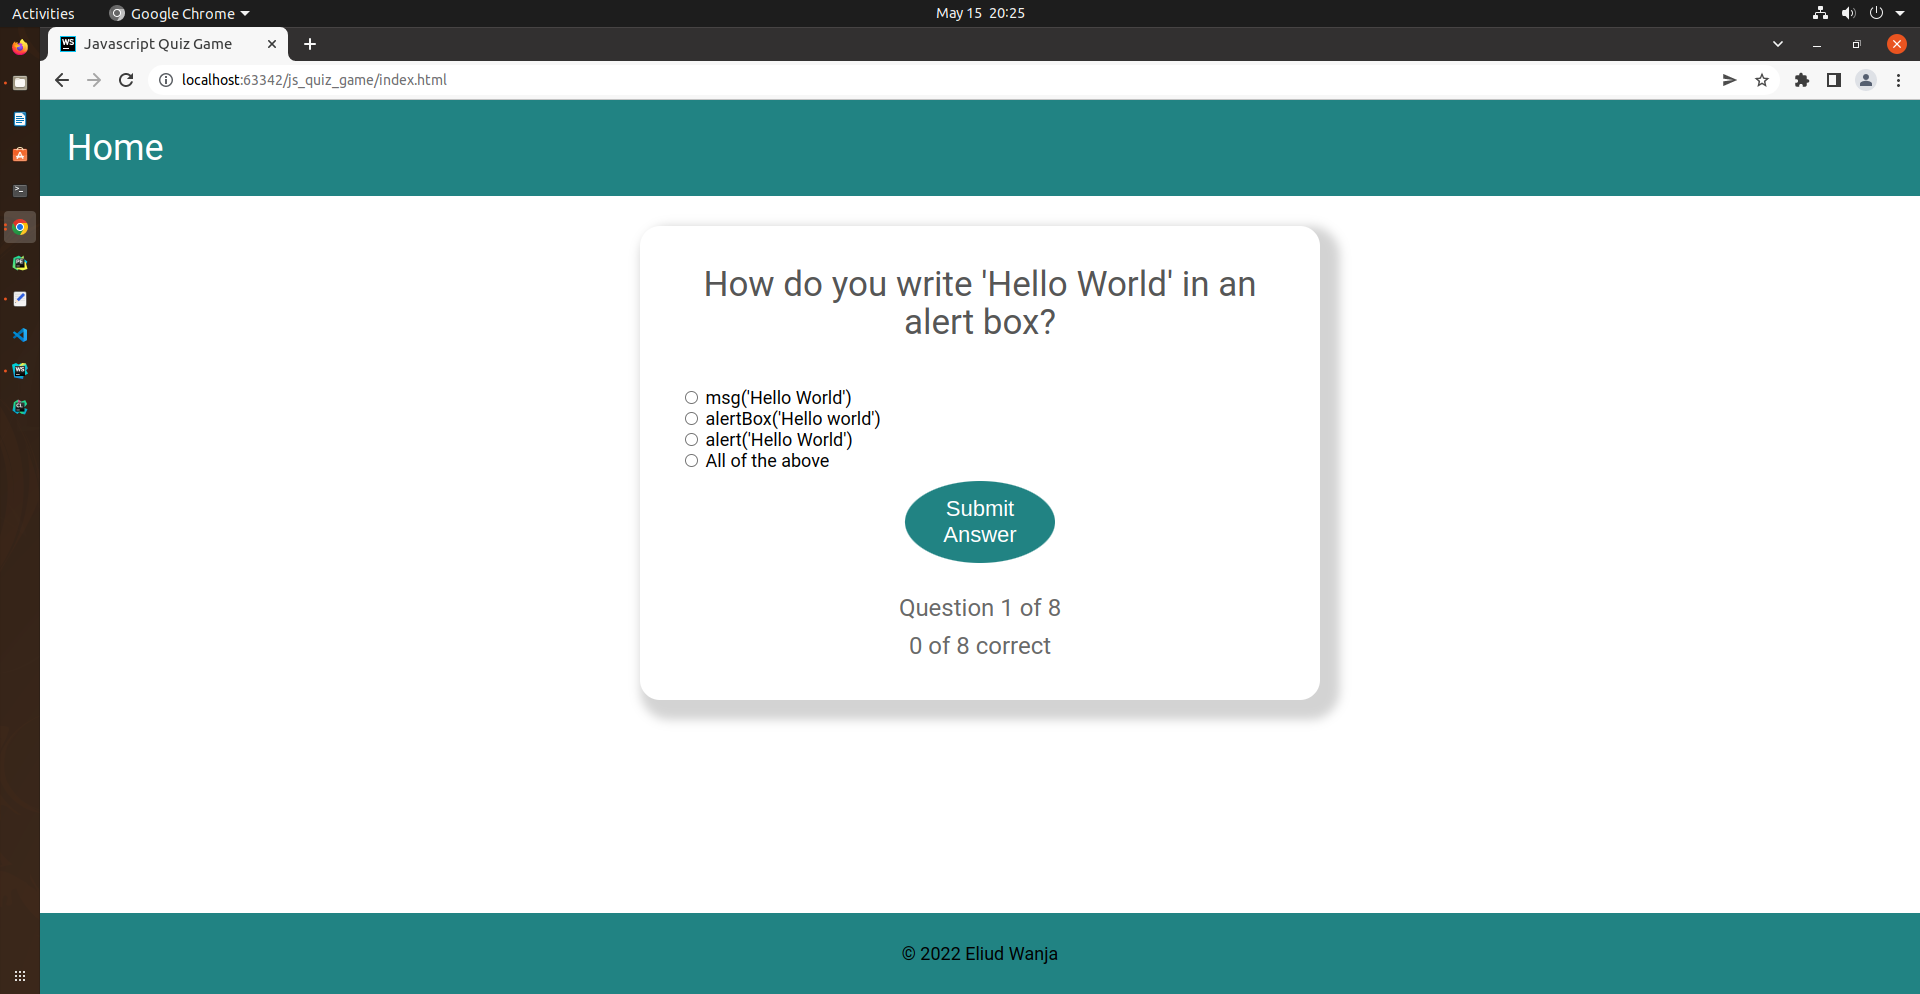 Activities
Google Chrome
May 15 20:25
WS
Javascript Quiz Game
localhost:63342/js_quiz_game/index.html
Home
How do you write 'Hello World' in an
alert box?
msg('Hello World')
alertBox('Hello world')
alert('Hello World')
All of the above
Submit
Answer
Question 1 of 8
0 of 8 correct
© 2022 Eliud Wanja